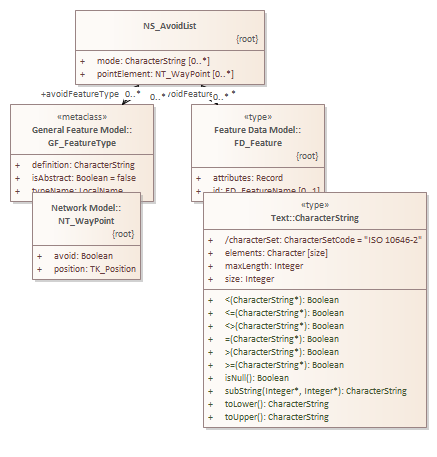 NS_AvoidList
{root}
+ mode: CharacterString [0..*]
+ pointElement: NT_WayPoint [0..*]
+avoidFeatureType 0..*
0..*
0..*
*
«metaclass»
General Feature Model::
GF_FeatureType
+ definition: CharacterString
+ isAbstract: Boolean = false
+ typeName: LocalName
«type»
Feature Data Model::
FD_Feature
+ attributes: Record
+ id: FD_FeatureName [0..1]
Network Model::
NT_WayPoint
{root}
+ avoid: Boolean
+ position: TK_Position
«type»
Text::CharacterString
+ /characterSet: CharacterSetCode = "ISO 10646-2"
+ elements: Character [size]
+ maxLength: Integer
+ size: Integer
+ <(CharacterString*): Boolean
+ <=(CharacterString*): Boolean
+ <>(CharacterString*): Boolean
+ =(CharacterString*): Boolean
+ >(CharacterString*): Boolean
+ >=(CharacterString*): Boolean
+ isNull(): Boolean
+ subString(Integer*, Integer*): CharacterString
+ toLower(): CharacterString
+ toUpper(): CharacterString